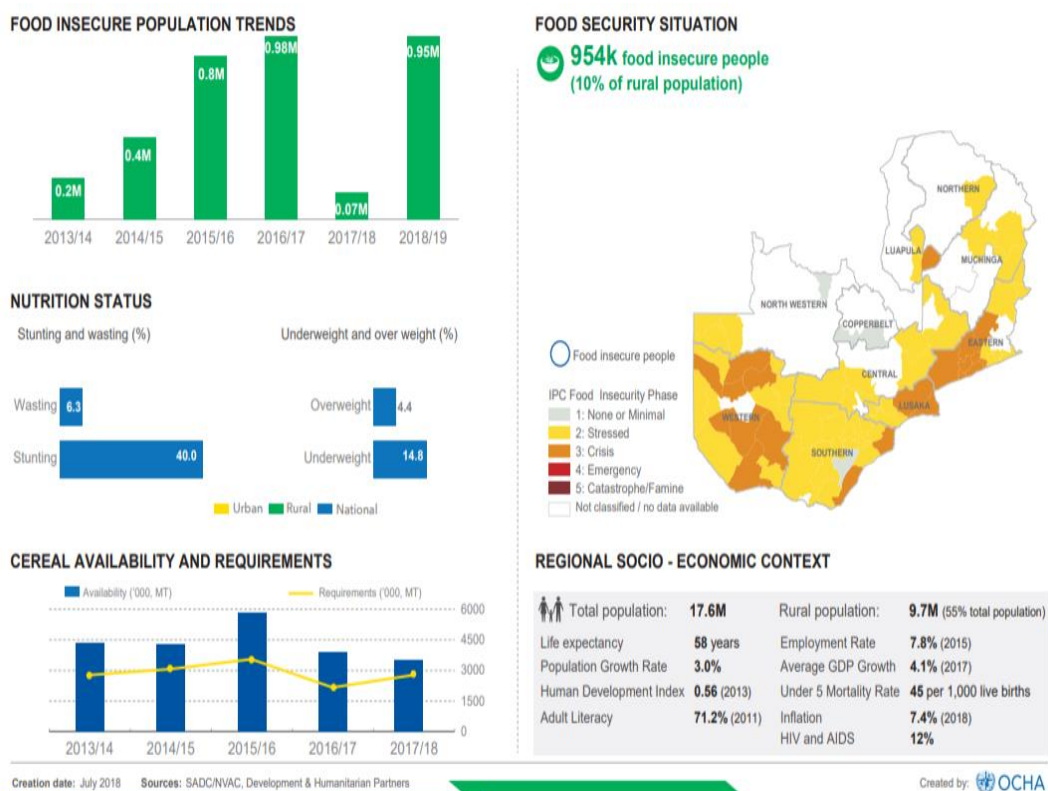 FOOD INSECURE POPULATION TRENDS
0.2M
0.4M
0.8M
0.98M
0.07M
0.95M
2013/14 2014/15 2015/16 2016/17 2017/18 2018/19
NUTRITION STATUS
Stunting and wasting (%)
Wasting 6.3
Stunting 40.0
Underweight and over weight (%)
Overweight 4.4
Underweight 14.8
Urban Rural National
CEREAL AVAILABILITY AND REQUIREMENTS
Availability ('000, MT) Requirements ('000, MT)
6000
4500
3000
1500
0
2013/14 2014/15 2015/16 2016/17 2017/18
FOOD SECURITY SITUATION
954k food insecure people
(10% of rural population)
NORTHERN
LUAPULA
MUCHINGA
NORTH WESTERN
COPPERBELT
EASTERN
CENTRAL
LUSAKA
WESTERN
SOUTHERN
Food insecure people
IPC Food Insecurity Phase
1: None or Minimal
2: Stressed
3: Crisis
4: Emergency
5: Catastrophe/Famine
Not classified / no data available
REGIONAL SOCIO - ECONOMIC CONTEXT
Total population: 17.6M
Life expectancy 58 years
Population Growth Rate 3.0%
Human Development Index 0.56 (2013)
Adult Literacy 71.2% (2011)
Rural population: 9.7M (55% total population)
Employment Rate 7.8% (2015)
Average GDP Growth 4.1% (2017)
Under 5 Mortality Rate 45 per 1,000 live births
Inflation 7.4% (2018)
HIV and AIDS 12%
Creation date: July 2018 Sources: SADC/NVAC, Development & Humanitarian Partners
Created by: OCHA